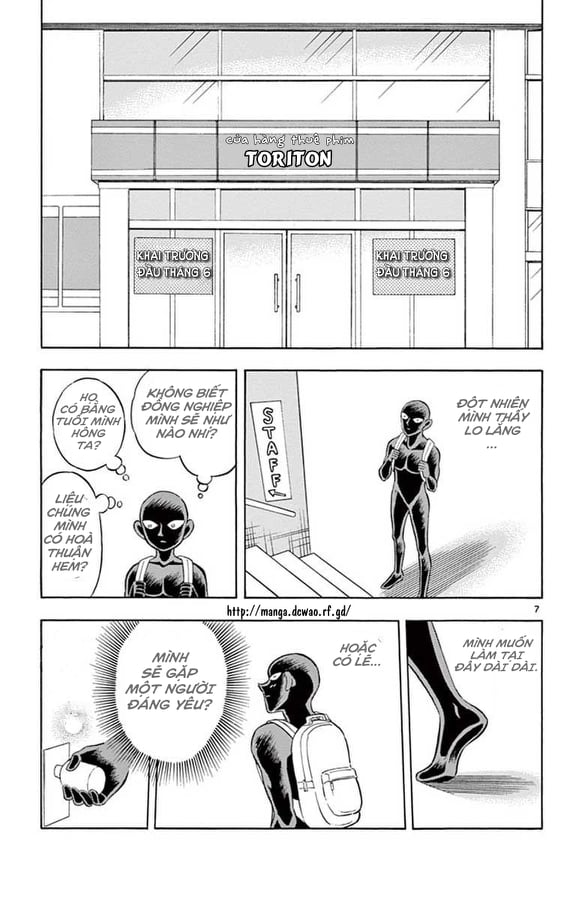 cửa hàng thuê phim
TORITON
KHAI TRƯƠNG
ĐẦU THÁNG 6
KHAI TRƯƠNG
ĐẦU THÁNG 6
ĐỘT NHIÊN
MÌNH THẤY
LO LẮNG
...
STAFF
KHÔNG BIẾT
ĐỒNG NGHIỆP
MÌNH SẼ NHƯ
NÀO NHỈ?
HỌ
CÓ BẰNG
TUỔI MÌNH
HÔNG
TA?
LIỆU
CHÚNG
MÌNH
CÓ HOÀ
THUẬN
HEM?
7
http://manga.dcwao.rf.gd/
MÌNH MUỐN
LÀM TẠI
ĐÂY DÀI DÀI.
HOẶC
CÓ LẼ...
MÌNH
SẼ GẶP
MỘT NGƯỜI
ĐÁNG YÊU?